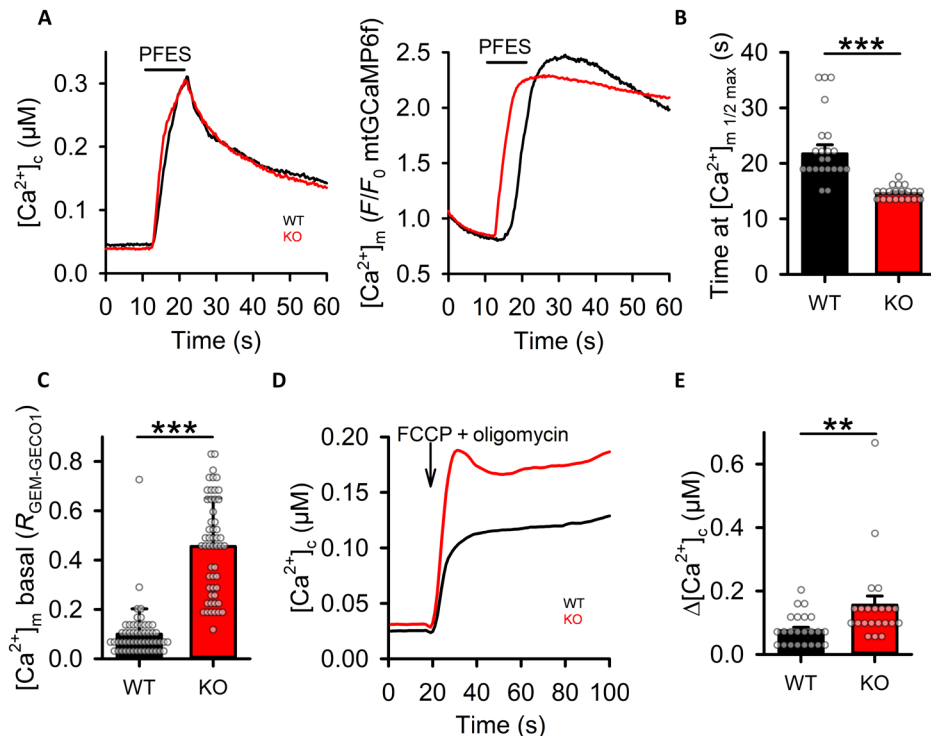 A
PFES
[Ca²⁺]c (μM)
0.3
0.2
0.1
0.0
WT
KO
0 10 20 30 40 50 60
Time (s)
PFES
[Ca²⁺]m (F/F₀ mtGCaMP6f)
2.5
2.0
1.5
1.0
0.5
0 10 20 30 40 50 60
Time (s)
B
***
Time at [Ca²⁺]m 1/2 max (s)
40
30
20
10
0
WT KO
C
***
[Ca²⁺]m basal (RGEM-GECO1)
0.8
0.6
0.4
0.2
0.0
WT KO
D
FCCP + oligomycin
[Ca²⁺]c (μM)
0.20
0.15
0.10
0.05
0.00
WT
KO
0 20 40 60 80 100
Time (s)
E
**
Δ[Ca²⁺]c (μM)
0.8
0.6
0.4
0.2
0.0
WT KO